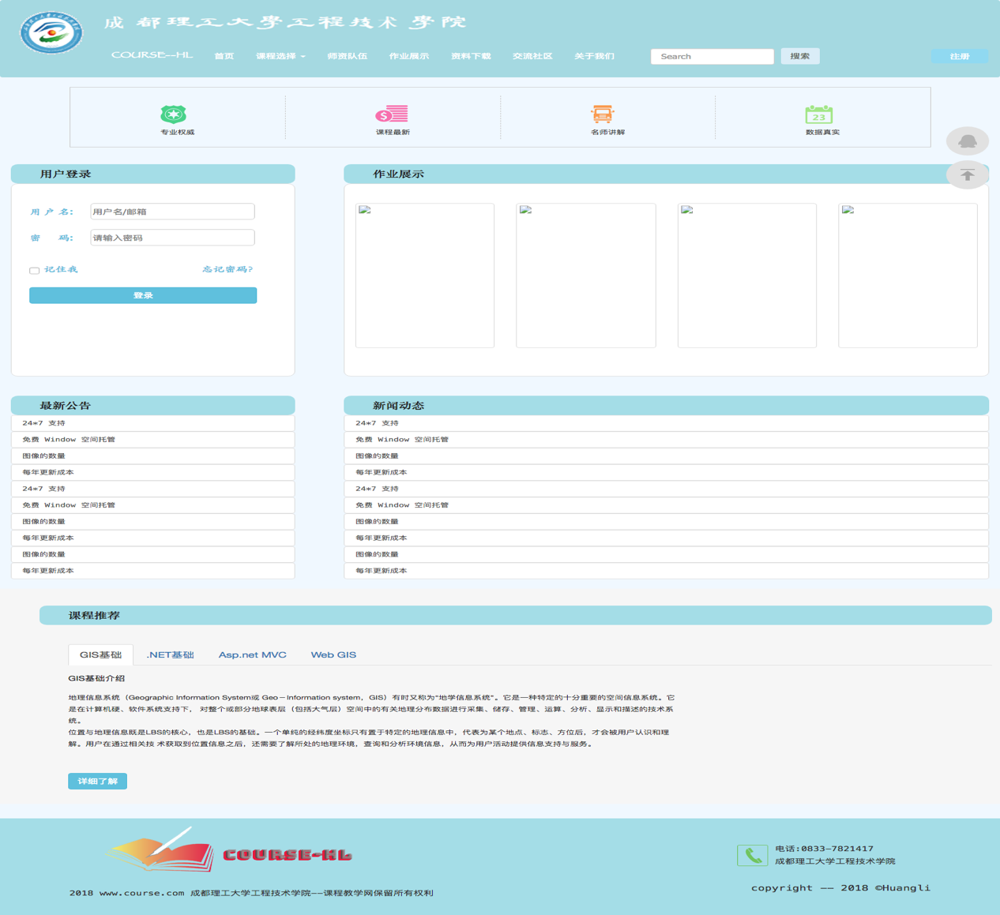 成都理工大學工程技术學院
COURSE--HL 首页 课程选择 师资队伍 作业展示 资料下载 交流社区 关于我们 Search 搜索 注册
专业权威 课程最新 名师讲解 数据真实
23
用户登录
用户名: 用户名/邮箱
密 码: 请输入密码
记住我 忘记密码?
登录
作业展示
最新公告
24*7 支持
免费 Window 空间托管
图像的数量
每年更新成本
24*7 支持
免费 Window 空间托管
图像的数量
每年更新成本
图像的数量
每年更新成本
新闻动态
24*7 支持
免费 Window 空间托管
图像的数量
每年更新成本
24*7 支持
免费 Window 空间托管
图像的数量
每年更新成本
图像的数量
每年更新成本
课程推荐
GIS基础 .NET基础 Asp.net MVC Web GIS
GIS基础介绍
地理信息系统（Geographic Information System或 Geo－Information system，GIS）有时又称为“地学信息系统”。它是一种特定的十分重要的空间信息系统。它
是在计算机硬、软件系统支持下， 对整个或部分地球表层（包括大气层）空间中的有关地理分布数据进行采集、储存、管理、运算、分析、显示和描述的技术系
统。
位置与地理信息既是LBS的核心，也是LBS的基础。一个单纯的经纬度坐标只有置于特定的地理信息中，代表为某个地点、标志、方位后，才会被用户认识和理
解。用户在通过相关技 术获取到位置信息之后，还需要了解所处的地理环境，查询和分析环境信息，从而为用户活动提供信息支持与服务。
详细了解
COURSE-HL
电话:0833-7821417
成都理工大学工程技术学院
2018 www.course.com 成都理工大学工程技术学院--课程教学网保留所有权利
copyright -- 2018 ©Huangli